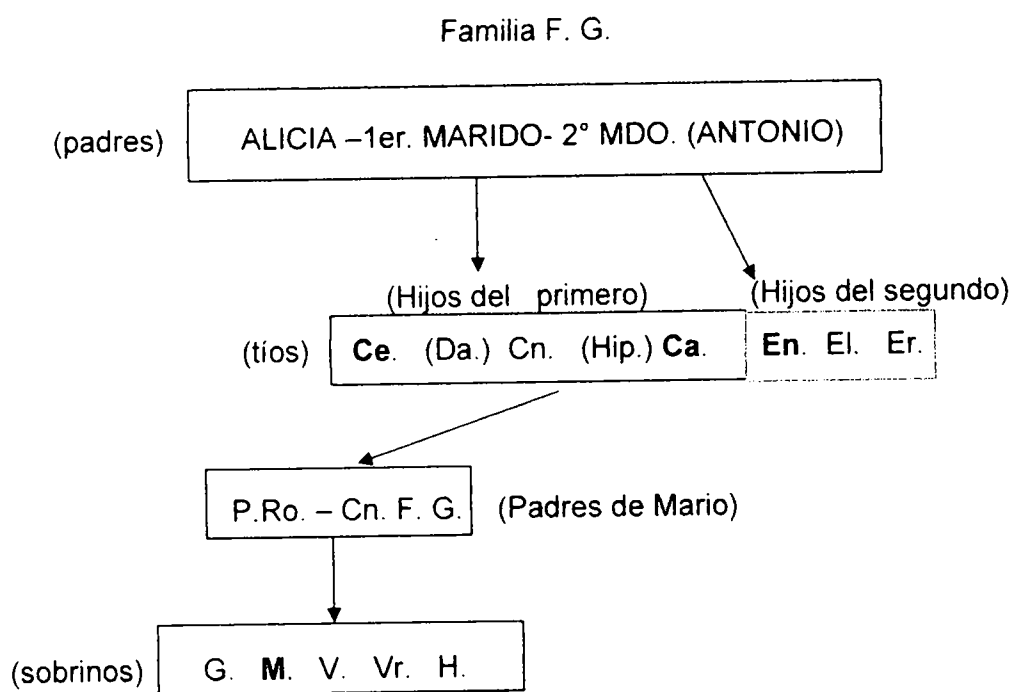 Familia F. G.
(padres) ALICIA –1er. MARIDO- 2° MDO. (ANTONIO)
(Hijos del primero) (Hijos del segundo)
(tíos) Ce. (Da.) Cn. (Hip.) Ca. En. El. Er.
P.Ro. – Cn. F. G. (Padres de Mario)
(sobrinos) G. M. V. Vr. H.